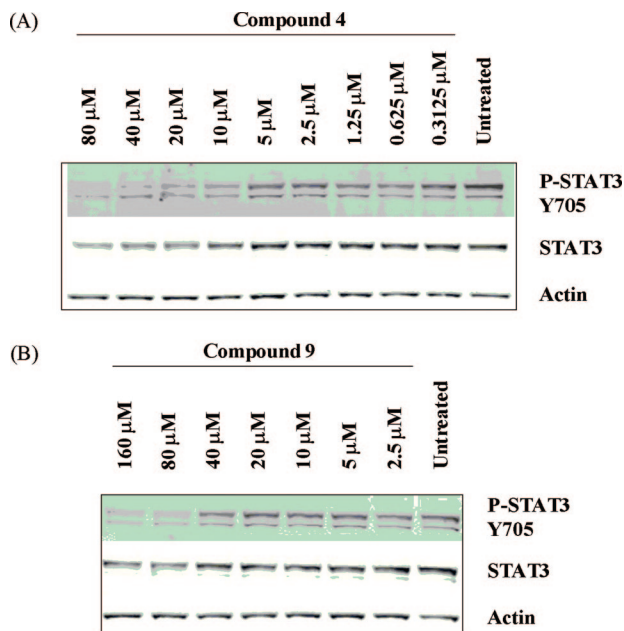 (A)
Compound 4
80 µM 40 µM 20 µM 10 µM 5 µM 2.5 µM 1.25 µM 0.625 µM 0.3125 µM Untreated
P-STAT3
Y705
STAT3
Actin
(B)
Compound 9
160 µM 80 µM 40 µM 20 µM 10 µM 5 µM 2.5 µM Untreated
P-STAT3
Y705
STAT3
Actin